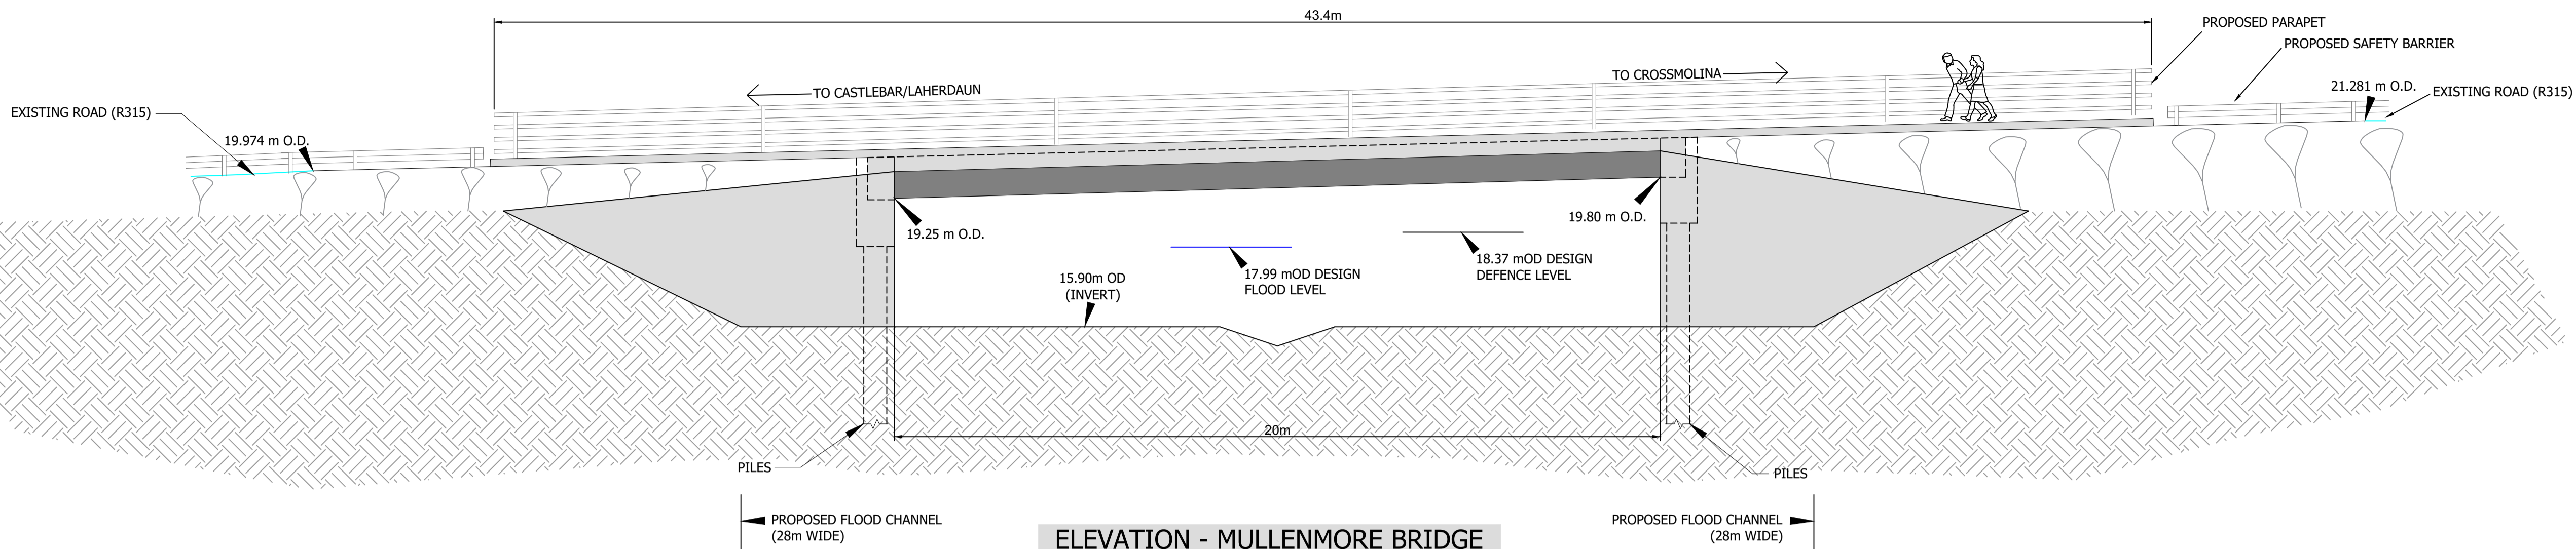 43.4m
PROPOSED PARAPET
PROPOSED SAFETY BARRIER
TO CROSSMOLINA
TO CASTLEBAR/LAHERDAUN
21.281 m O.D.
EXISTING ROAD (R315)
EXISTING ROAD (R315)
19.974 m O.D.
19.25 m O.D.
19.80 m O.D.
17.99 mOD DESIGN
FLOOD LEVEL
18.37 mOD DESIGN
DEFENCE LEVEL
15.90m OD
(INVERT)
20m
PILES
PILES
PROPOSED FLOOD CHANNEL
(28m WIDE)
PROPOSED FLOOD CHANNEL
(28m WIDE)
ELEVATION - MULLENMORE BRIDGE